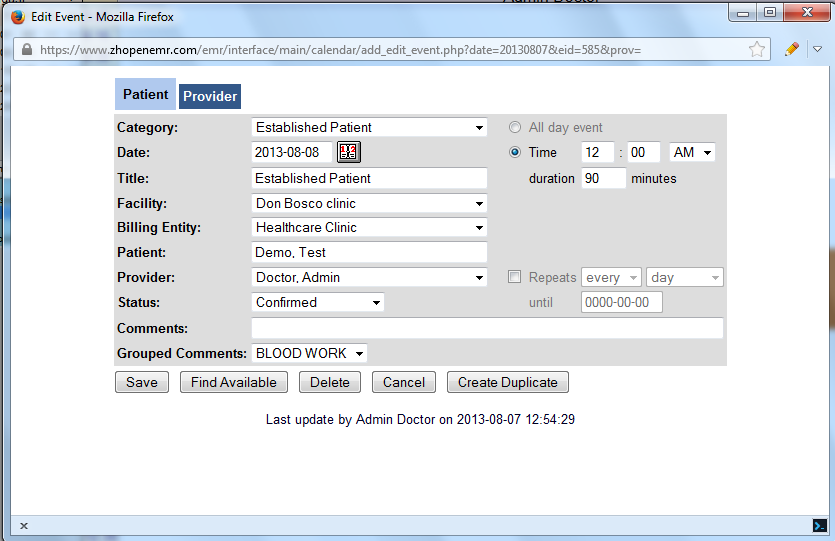 Admin Doctor
Edit Event - Mozilla Firefox
https://www.zhopenemr.com/emr/interface/main/calendar/add_edit_event.php?date=20130807&eid=585&prov=
Patient Provider
Category: Established Patient All day event
Date: 2013-08-08 Time 12 : 00 AM
Title: Established Patient duration 90 minutes
Facility: Don Bosco clinic
Billing Entity: Healthcare Clinic
Patient: Demo, Test
Provider: Doctor, Admin Repeats every day
Status: Confirmed until 0000-00-00
Comments:
Grouped Comments: BLOOD WORK
Save Find Available Delete Cancel Create Duplicate
Last update by Admin Doctor on 2013-08-07 12:54:29
x